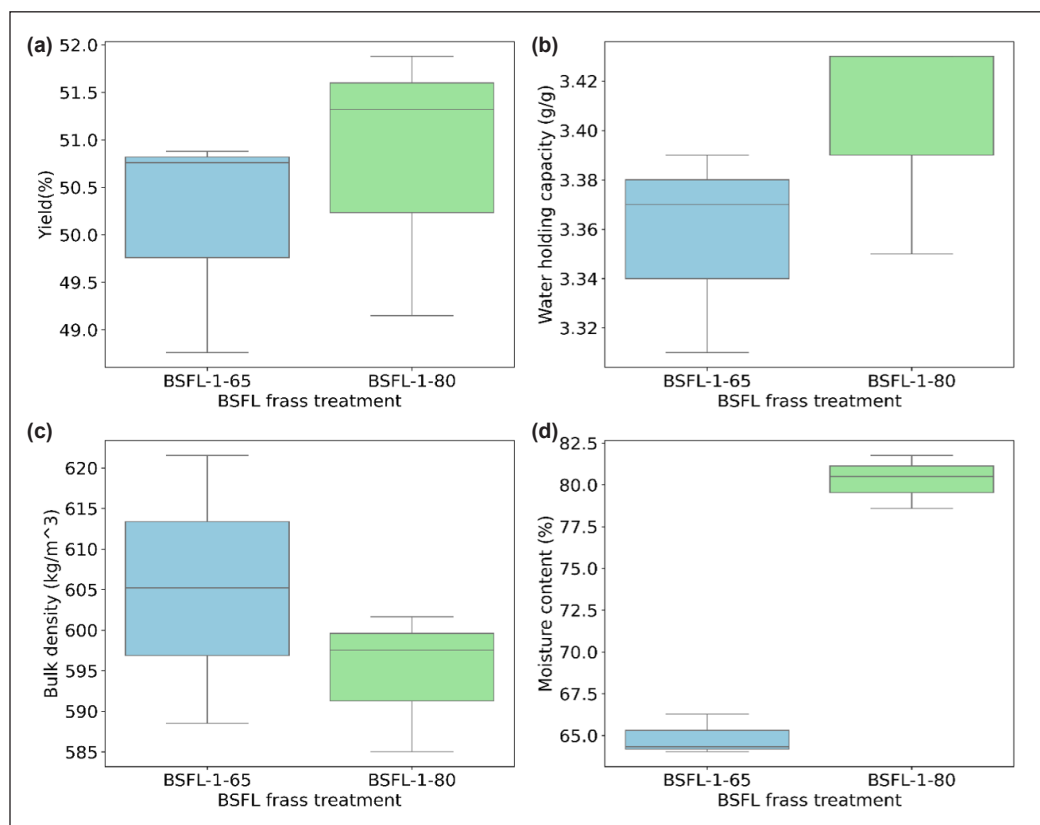 (a)
52.0
51.5
51.0
50.5
50.0
49.5
49.0
Yield(%)
BSFL-1-65 BSFL-1-80
BSFL frass treatment
(b)
3.42
3.40
3.38
3.36
3.34
3.32
Water holding capacity (g/g)
BSFL-1-65 BSFL-1-80
BSFL frass treatment
(c)
620
615
610
605
600
595
590
585
Bulk density (kg/m^3)
BSFL-1-65 BSFL-1-80
BSFL frass treatment
(d)
82.5
80.0
77.5
75.0
72.5
70.0
67.5
65.0
Moisture content (%)
BSFL-1-65 BSFL-1-80
BSFL frass treatment